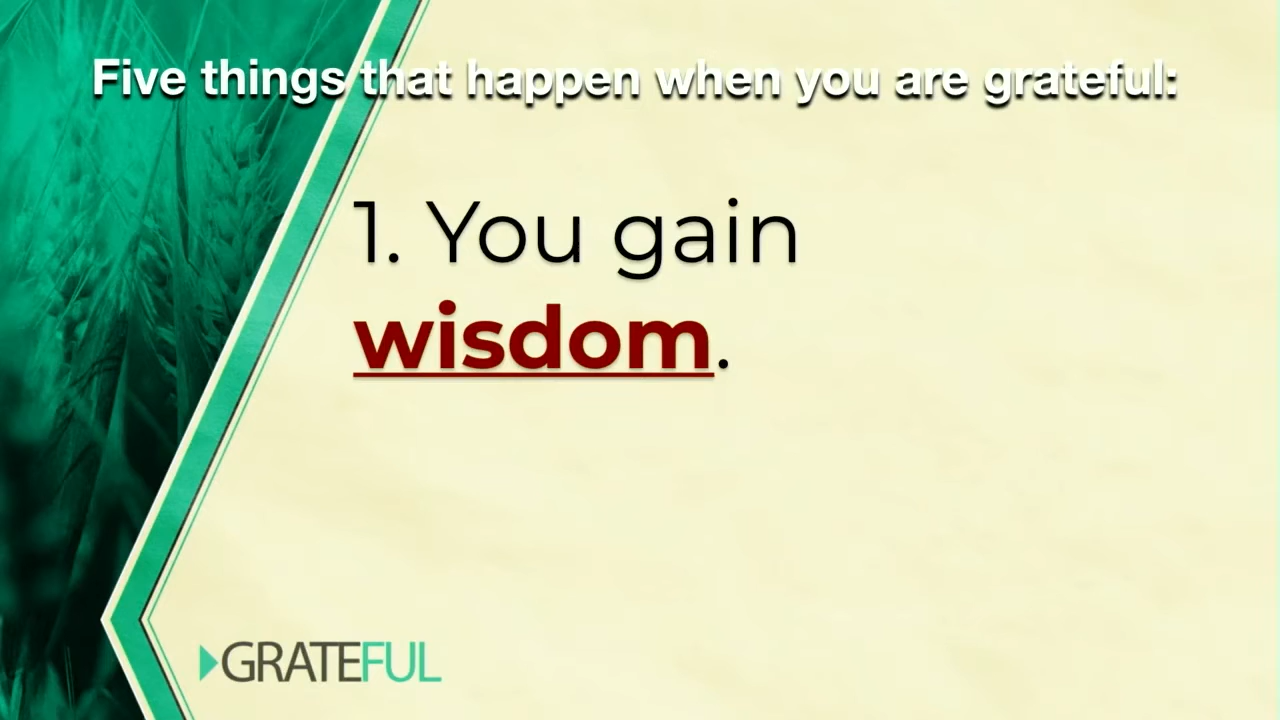 Five things that happen when you are grateful:
1. You gain
wisdom.
GRATEFUL